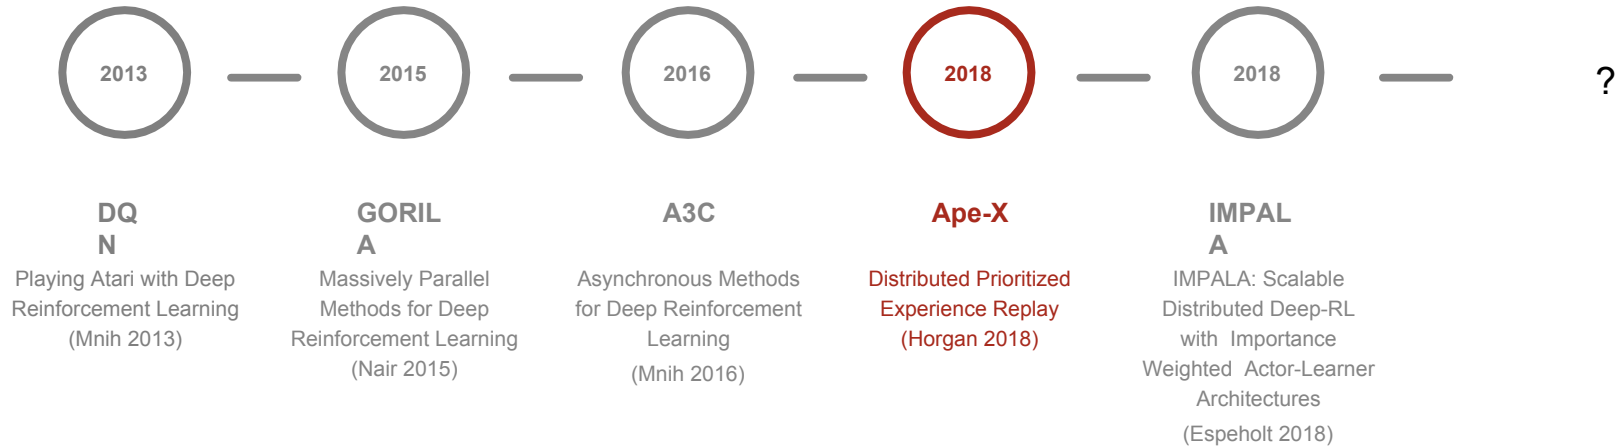 2013
2015
2016
2018
2018
?
DQ
N
Playing Atari with Deep
Reinforcement Learning
(Mnih 2013)
GORIL
A
Massively Parallel
Methods for Deep
Reinforcement Learning
(Nair 2015)
A3C
Asynchronous Methods
for Deep Reinforcement
Learning
(Mnih 2016)
Ape-X
Distributed Prioritized
Experience Replay
(Horgan 2018)
IMPAL
A
IMPALA: Scalable
Distributed Deep-RL
with Importance
Weighted Actor-Learner
Architectures
(Espeholt 2018)